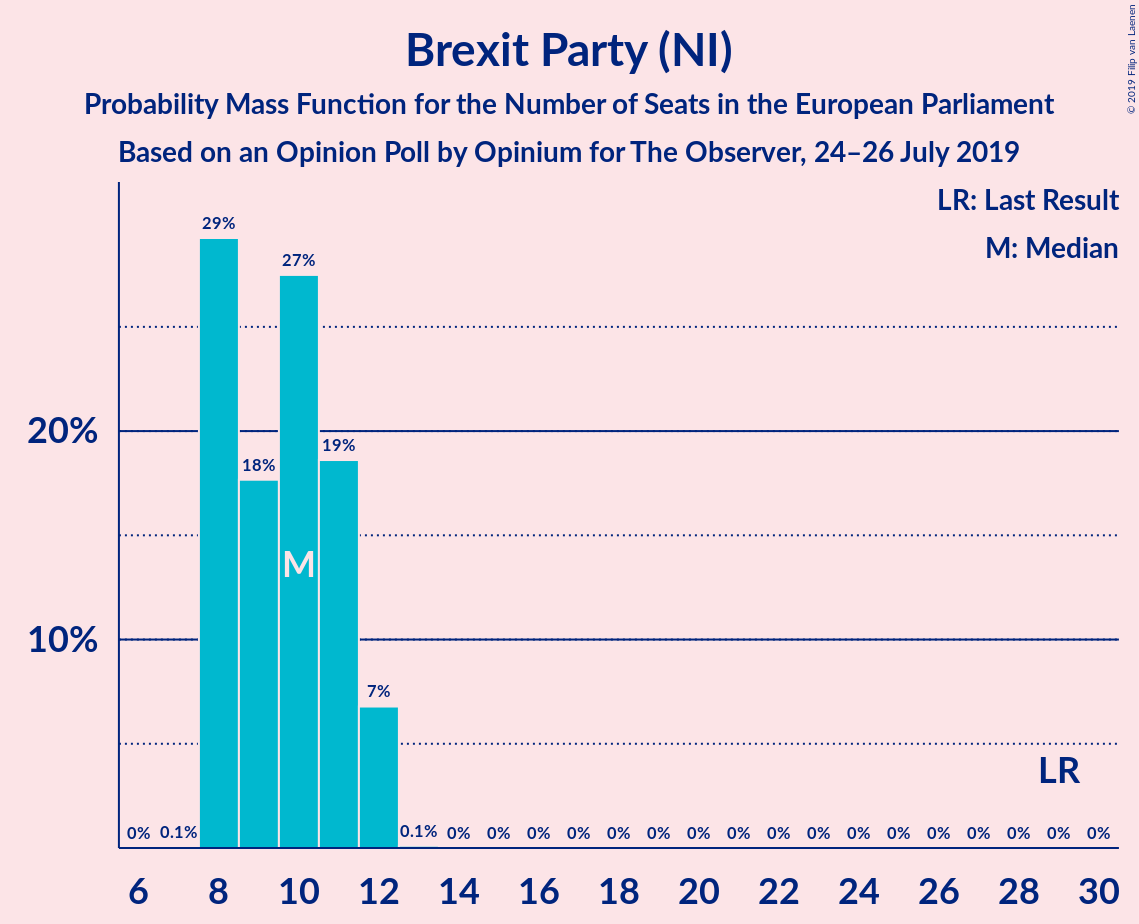 Brexit Party (NI)
Probability Mass Function for the Number of Seats in the European Parliament
Based on an Opinion Poll by Opinium for The Observer, 24–26 July 2019
© 2019 Filip van Laenen
LR: Last Result
M: Median
29%
27%
20%
19%
18%
M
10%
7%
LR
0% 0.1% 0.1% 0% 0% 0% 0% 0% 0% 0% 0% 0% 0% 0% 0% 0% 0% 0% 0% 0%
6 8 10 12 14 16 18 20 22 24 26 28 30